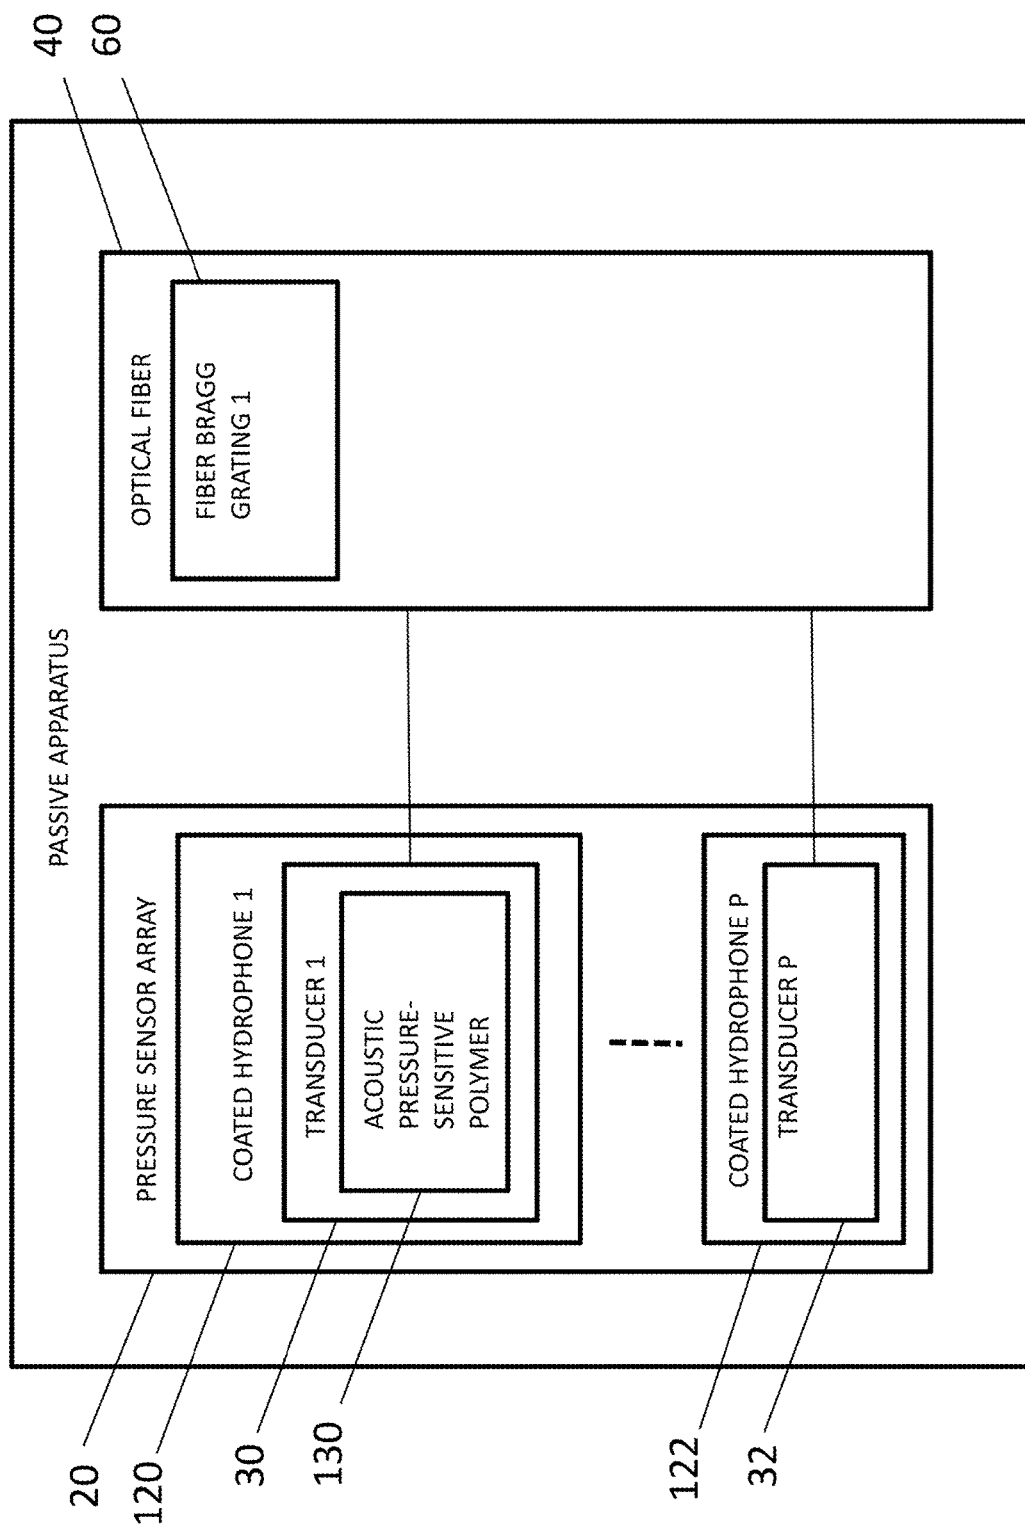 PASSIVE APPARATUS
PRESSURE SENSOR ARRAY
COATED HYDROPHONE 1
TRANSDUCER 1
ACOUSTIC
PRESSURE-
SENSITIVE
POLYMER
COATED HYDROPHONE P
TRANSDUCER P
OPTICAL FIBER
FIBER BRAGG
GRATING 1
20
120
30
130
122
32
40
60